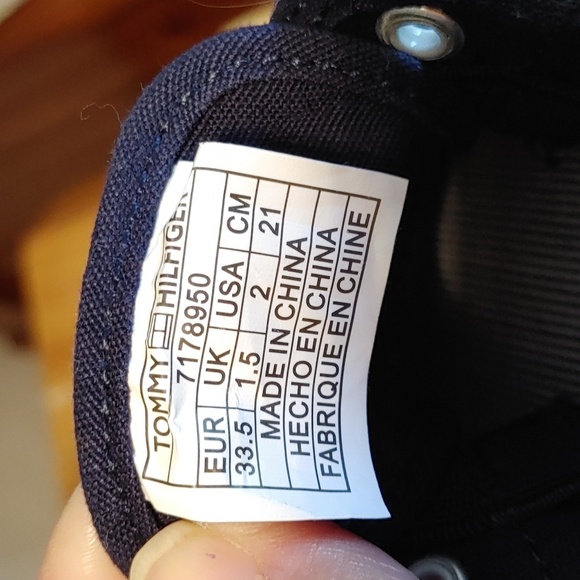 TOMMY HILFIGER
7178950
EUR UK USA CM
33.5 1.5 2 21
MADE IN CHINA
HECHO EN CHINA
FABRIQUE EN CHINE